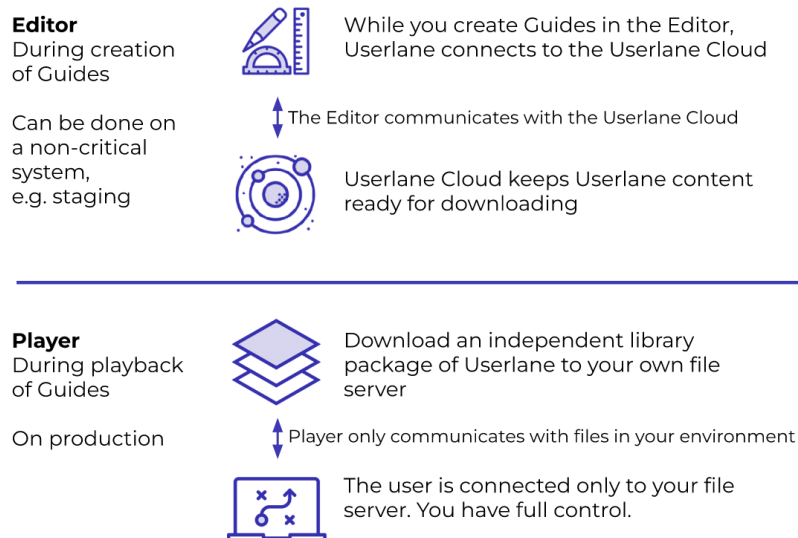 Editor
During creation
of Guides
Can be done on
a non-critical
system,
e.g. staging
While you create Guides in the Editor,
Userlane connects to the Userlane Cloud
The Editor communicates with the Userlane Cloud
Userlane Cloud keeps Userlane content
ready for downloading
Player
During playback
of Guides
On production
Download an independent library
package of Userlane to your own file
server
Player only communicates with files in your environment
The user is connected only to your file
server. You have full control.